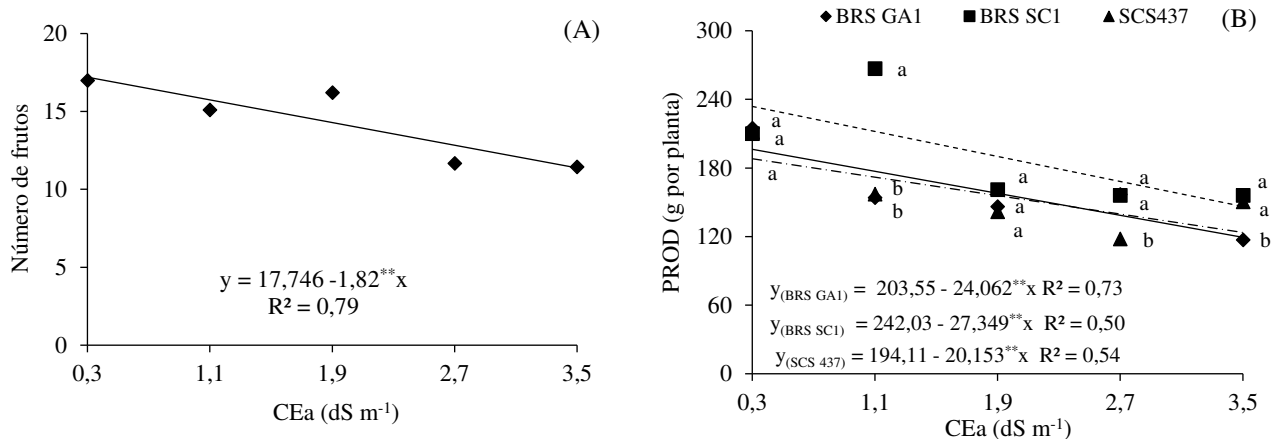 (A)
Número de frutos
20
15
10
5
0
y = 17,746 -1,82**x
R² = 0,79
0,3 1,1 1,9 2,7 3,5
CEa (dS m-1)
BRS GA1 BRS SC1 SCS437
(B)
PROD (g por planta)
300
240
180
120
60
0
a
a
a
a
b
b
a
a
a
a
a
b
a
a
b
y(BRS GA1) = 203,55 - 24,062**x R² = 0,73
y(BRS SC1) = 242,03 - 27,349**x R² = 0,50
y(SCS 437) = 194,11 - 20,153**x R² = 0,54
0,3 1,1 1,9 2,7 3,5
CEa (dS m-1)